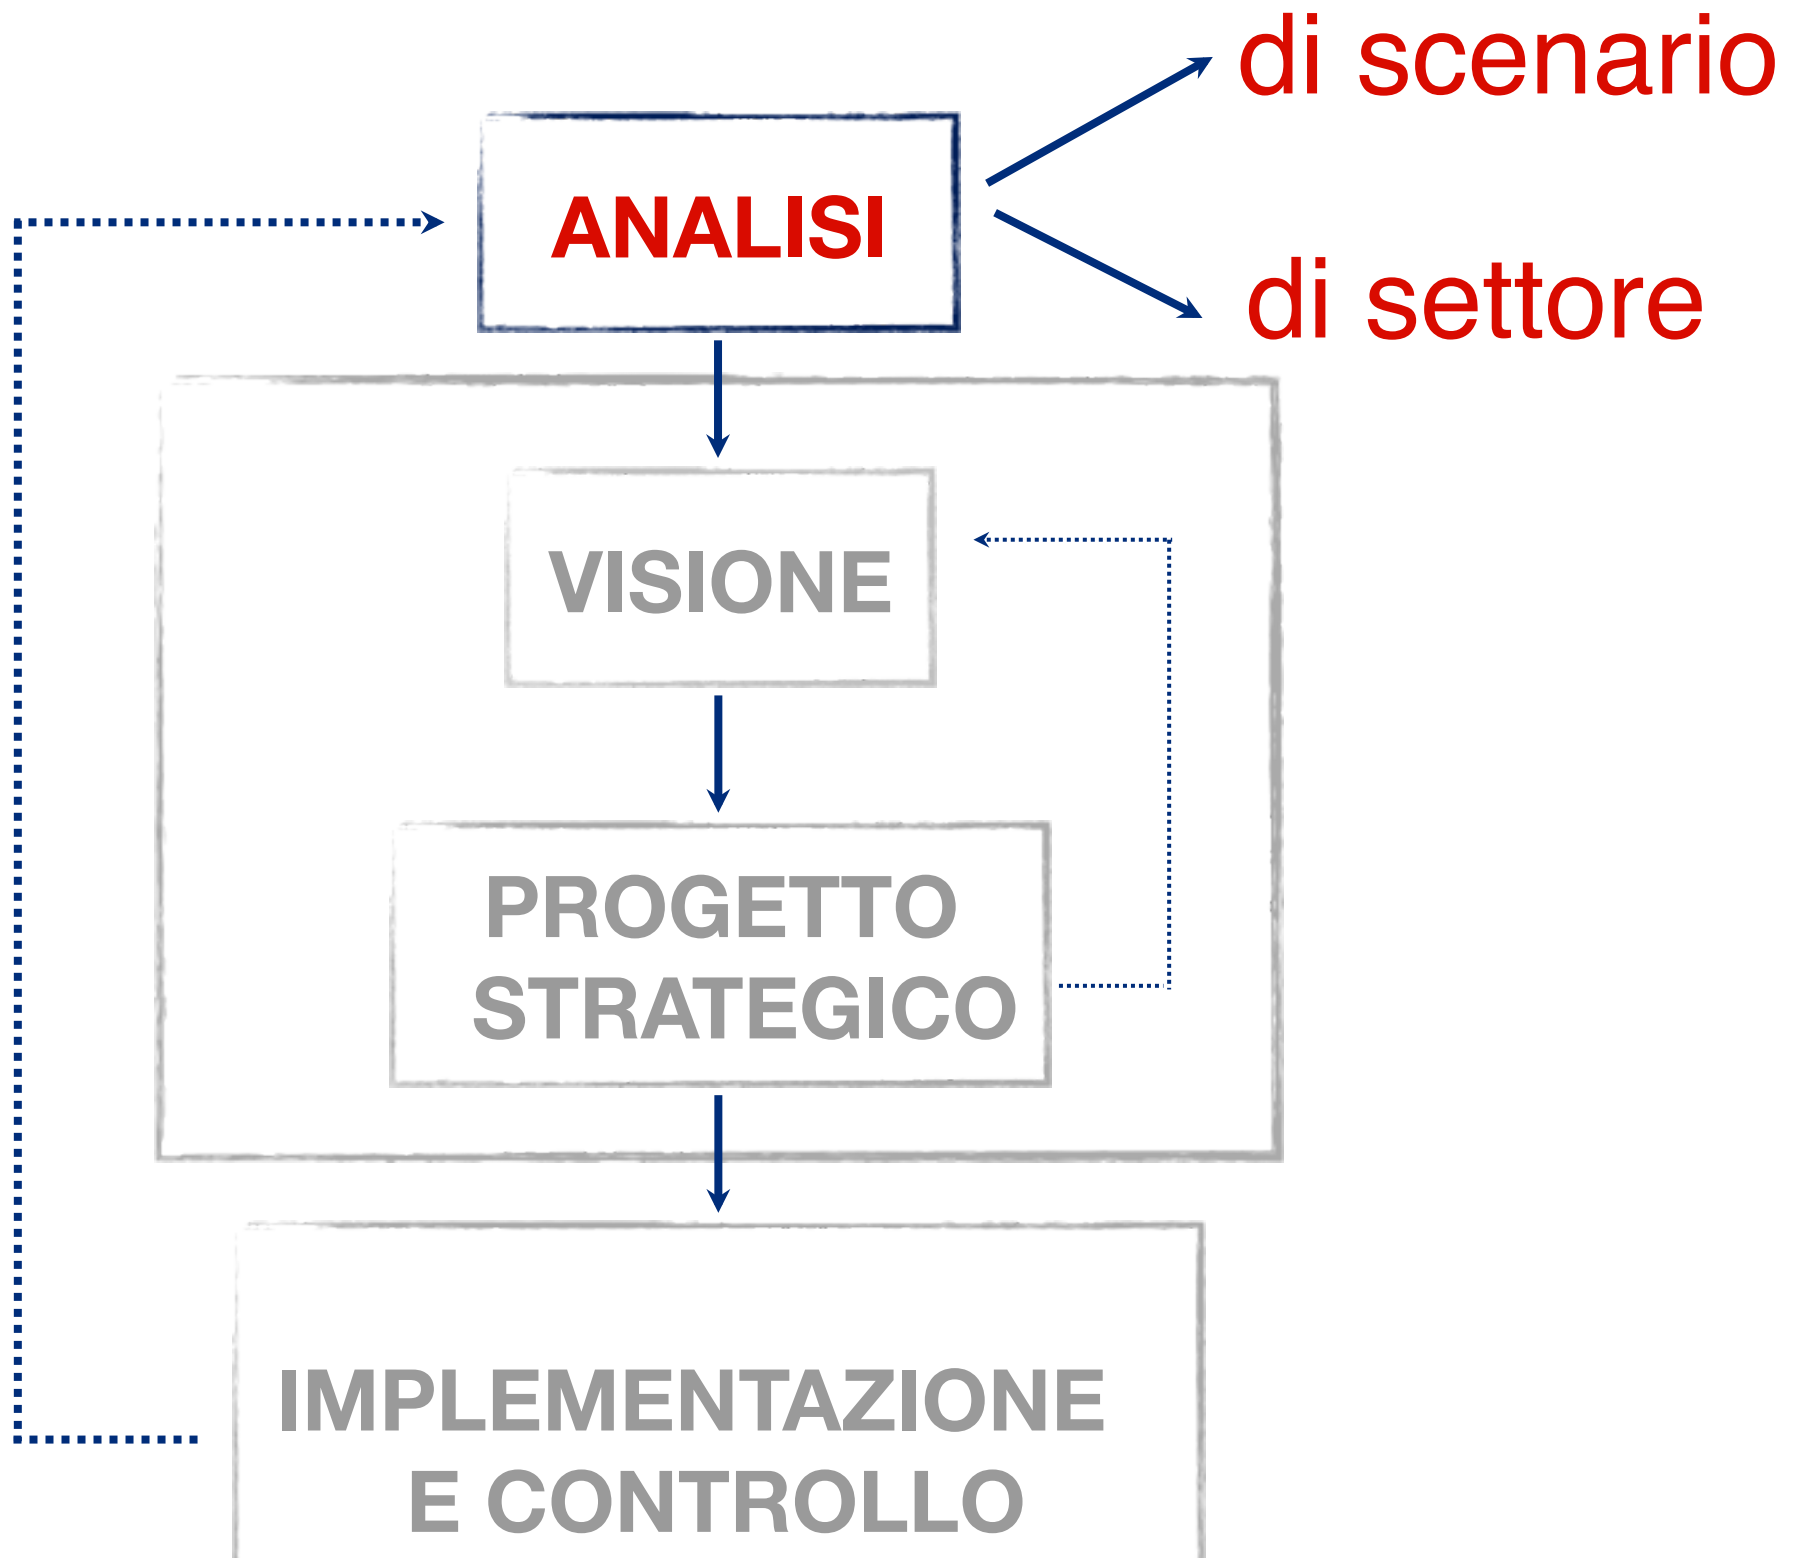 di scenario
ANALISI
di settore
VISIONE
PROGETTO
STRATEGICO
IMPLEMENTAZIONE
E CONTROLLO